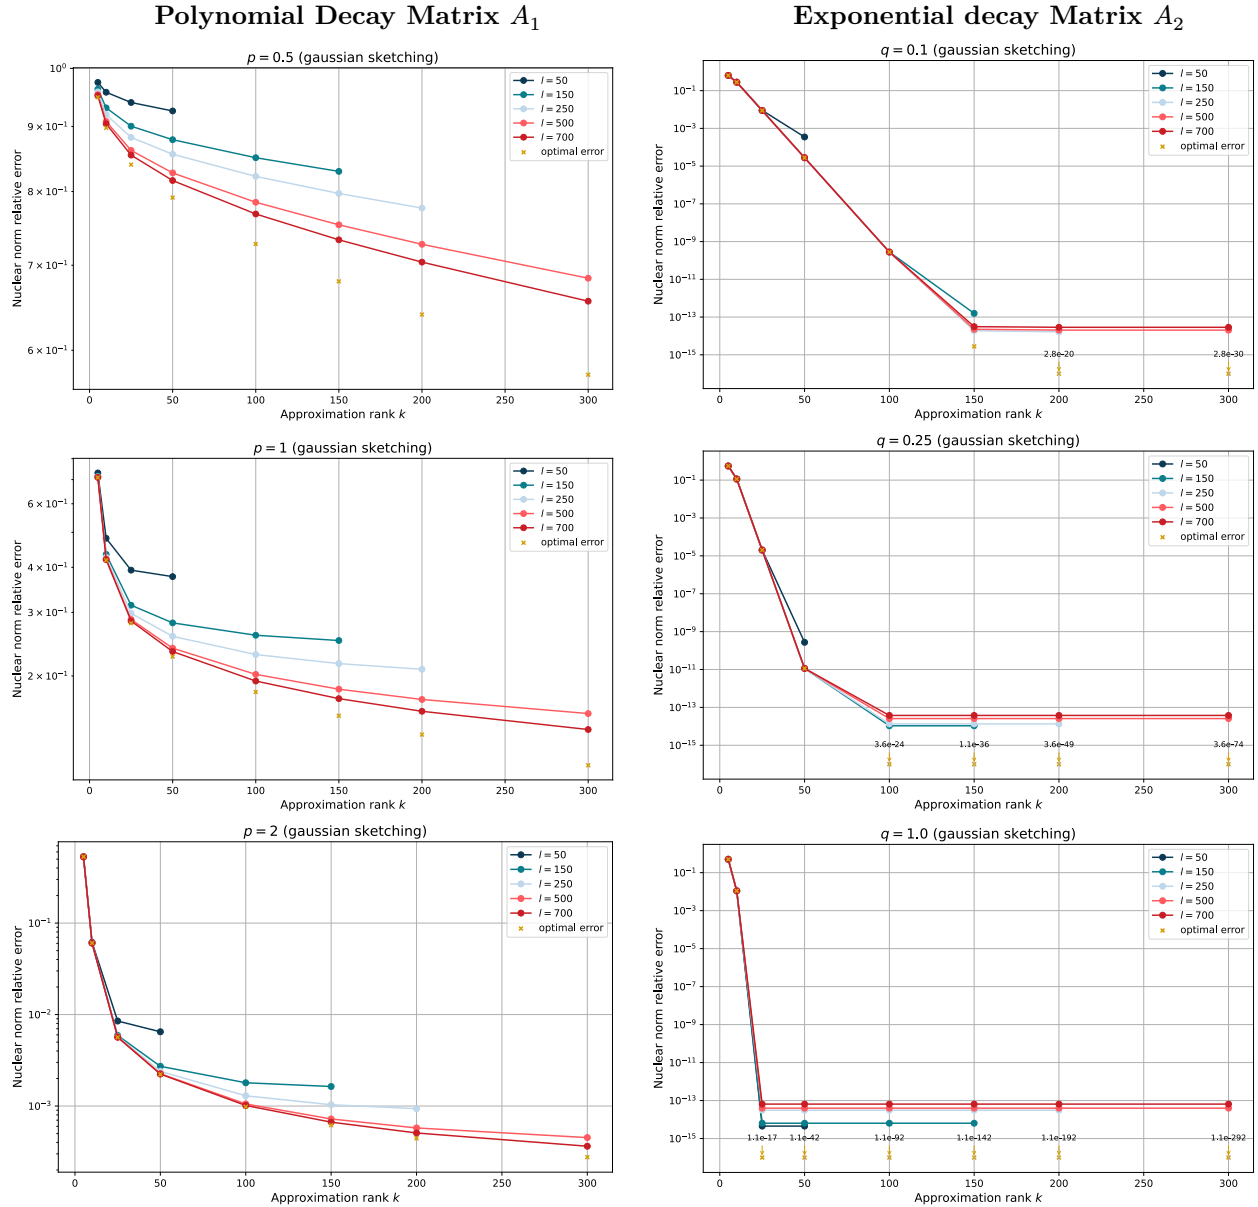 Polynomial Decay Matrix A₁
p = 0.5 (gaussian sketching)
Nuclear norm relative error
10⁰
9 × 10⁻¹
8 × 10⁻¹
7 × 10⁻¹
6 × 10⁻¹
l = 50
l = 150
l = 250
l = 500
l = 700
optimal error
0 50 100 150 200 250 300
Approximation rank k
Exponential decay Matrix A₂
q = 0.1 (gaussian sketching)
Nuclear norm relative error
10⁻¹
10⁻³
10⁻⁵
10⁻⁷
10⁻⁹
10⁻¹¹
10⁻¹³
10⁻¹⁵
l = 50
l = 150
l = 250
l = 500
l = 700
optimal error
2.8e-20 2.8e-30
0 50 100 150 200 250 300
Approximation rank k
p = 1 (gaussian sketching)
Nuclear norm relative error
6 × 10⁻¹
4 × 10⁻¹
3 × 10⁻¹
2 × 10⁻¹
l = 50
l = 150
l = 250
l = 500
l = 700
optimal error
0 50 100 150 200 250 300
Approximation rank k
q = 0.25 (gaussian sketching)
Nuclear norm relative error
10⁻¹
10⁻³
10⁻⁵
10⁻⁷
10⁻⁹
10⁻¹¹
10⁻¹³
10⁻¹⁵
l = 50
l = 150
l = 250
l = 500
l = 700
optimal error
3.6e-24 1.1e-36 3.6e-49 3.6e-74
0 50 100 150 200 250 300
Approximation rank k
p = 2 (gaussian sketching)
Nuclear norm relative error
10⁻¹
10⁻²
10⁻³
l = 50
l = 150
l = 250
l = 500
l = 700
optimal error
0 50 100 150 200 250 300
Approximation rank k
q = 1.0 (gaussian sketching)
Nuclear norm relative error
10⁻¹
10⁻³
10⁻⁵
10⁻⁷
10⁻⁹
10⁻¹¹
10⁻¹³
10⁻¹⁵
l = 50
l = 150
l = 250
l = 500
l = 700
optimal error
1.1e-17 1.1e-42 1.1e-92 1.1e-142 1.1e-192 1.1e-292
0 50 100 150 200 250 300
Approximation rank k